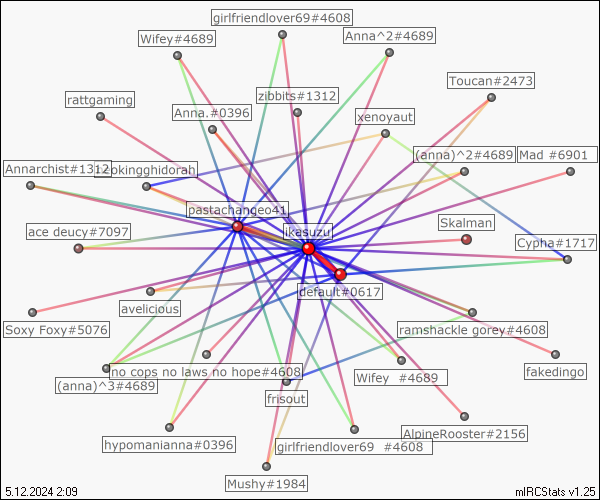 girlfriendlover69#4608
Wifey#4689
Anna^2#4689
Toucan#2473
rattgaming
zibbits#1312
Anna.#0396
xenoyaut
(anna)^2#4689
Mad #6901
Annarchist#1312
pastachangeo41
ikasuzu
Skalman
ace deucy#7097
Cypha#1717
default#0617
avelicious
Soxy Foxy#5076
ramshackle gorey#4608
no cops no laws no hope#4608
fakedingo
(anna)^3#4689
Wifey #4689
frisout
hypomanianna#0396
girlfriendlover69 #4608
AlpineRooster#2156
Mushy#1984
5.12.2024 2:09
mIRCStats v1.25